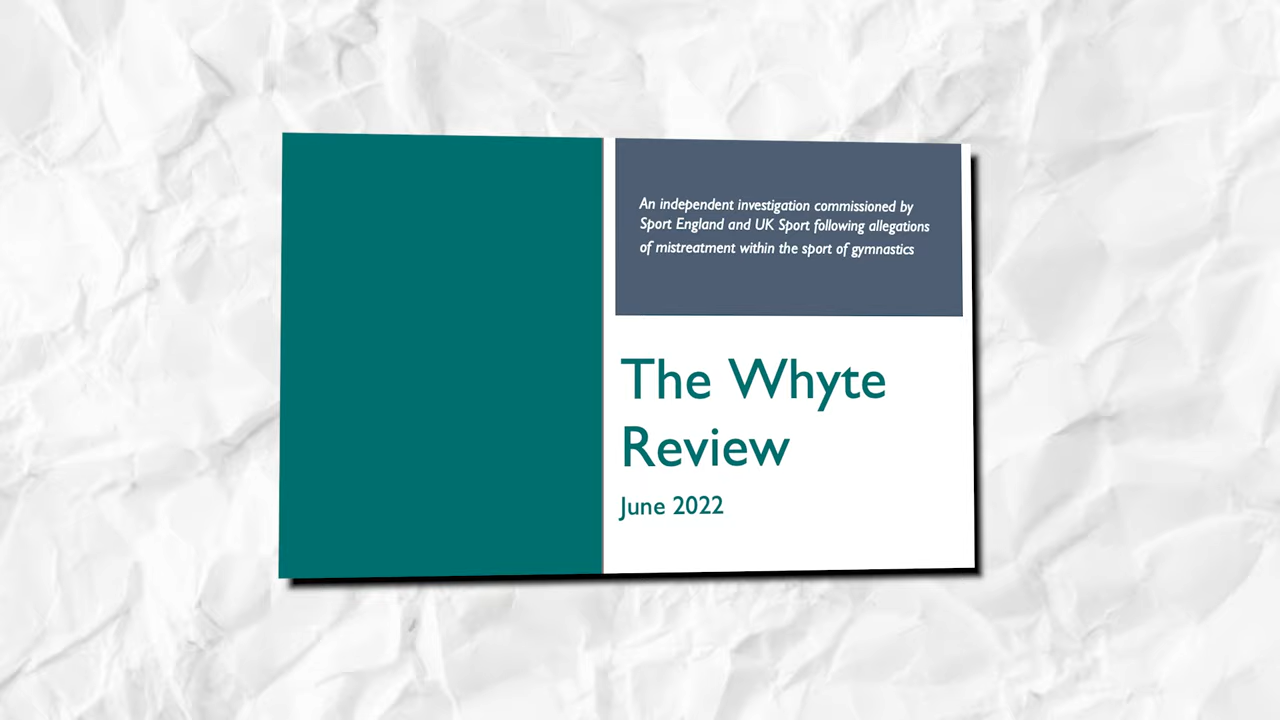 An independent investigation commissioned by
Sport England and UK Sport following allegations
of mistreatment within the sport of gymnastics
The Whyte
Review
June 2022